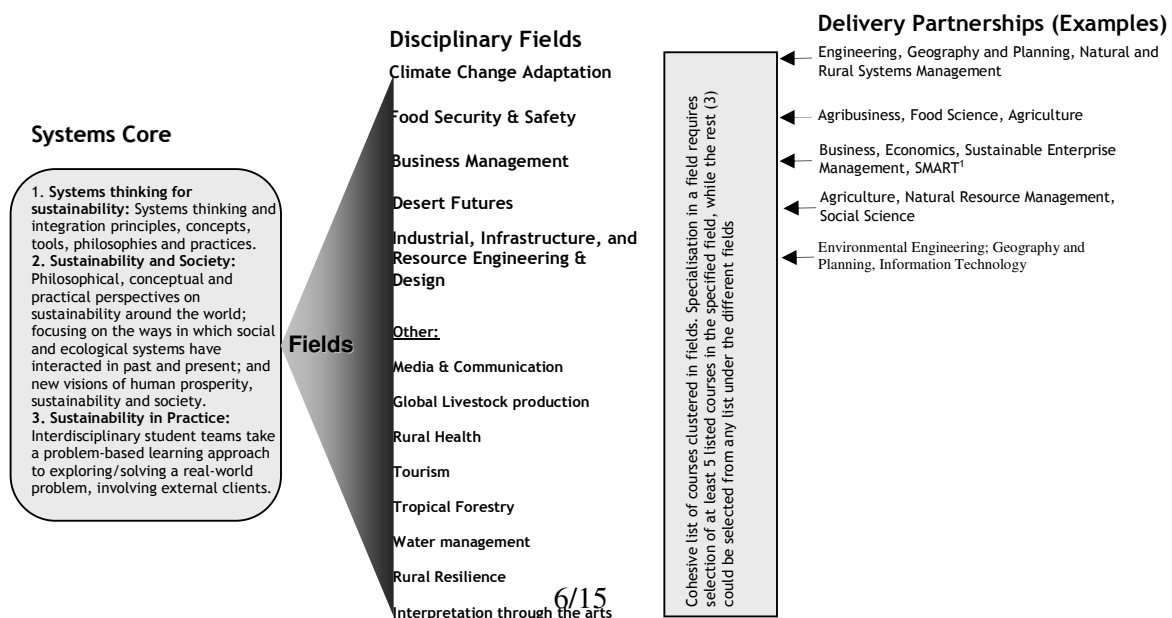 Systems Core
1. Systems thinking for
sustainability: Systems thinking and
integration principles, concepts,
tools, philosophies and practices.
2. Sustainability and Society:
Philosophical, conceptual and
practical perspectives on
sustainability around the world;
focusing on the ways in which social
and ecological systems have
interacted in past and present; and
new visions of human prosperity,
sustainability and society.
3. Sustainability in Practice:
Interdisciplinary student teams take
a problem-based learning approach
to exploring/solving a real-world
problem, involving external clients.
Fields
Disciplinary Fields
Climate Change Adaptation
Food Security & Safety
Business Management
Desert Futures
Industrial, Infrastructure, and
Resource Engineering &
Design
Other:
Media & Communication
Global Livestock production
Rural Health
Tourism
Tropical Forestry
Water management
Rural Resilience
Interpretation through the arts
Cohesive list of courses clustered in fields. Specialisation in a field requires
selection of at least 5 listed courses in the specified field, while the rest (3)
could be selected from any list under the different fields
Delivery Partnerships (Examples)
Engineering, Geography and Planning, Natural and
Rural Systems Management
Agribusiness, Food Science, Agriculture
Business, Economics, Sustainable Enterprise
Management, SMART¹
Agriculture, Natural Resource Management,
Social Science
Environmental Engineering; Geography and
Planning, Information Technology
6/15